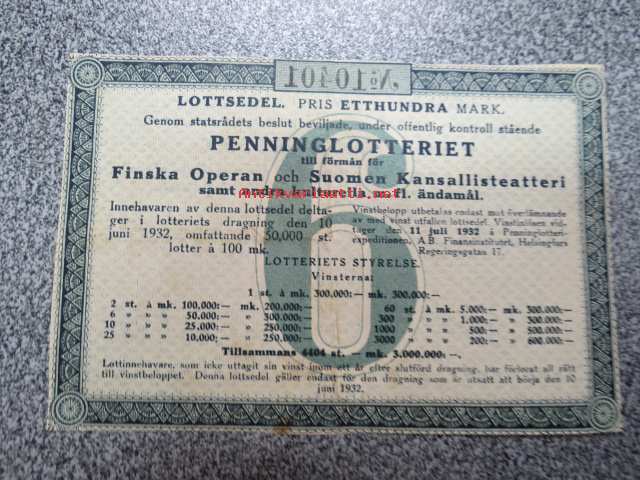 №10401
LOTTSEDEL. PRIS ETTHUNDRA MARK.
Genom statsrådets beslut beviljade, under offentlig kontroll stående
PENNINGLOTTERIET
till förmån för
Finska Operan och Suomen Kansallisteatteri
samt andra kulturella m. fl. ändamål.
Innehavaren av denna lottsedel deltager i lotteriets dragning den 10 juni 1932, omfattande 50,000 st. lotter à 100 mk.
Vinstbelopp utbetalas endast mot överlämnande av med vinst utfallen lottsedel. Vinstlösen vidtager den 11 juli 1932 å Penninglotteriexpeditionen, A.B. Finansinstitutet, Helsingfors Regeringsgatan 17.
LOTTERIETS STYRELSE.
Vinsterna:
1 st. à mk. 300,000:— mk. 300,000:—
2 st. à mk. 100,000:— mk. 200,000:—
6 » » » 50,000:— » 300,000:—
10 » » » 25,000:— » 250,000:—
25 » » » 10,000:— » 250,000:—
60 st. à mk. 5,000:— mk. 300,000:—
300 » » » 1,000:— » 300,000:—
1000 » » » 500:— » 500,000:—
3000 » » » 200:— » 600,000:—
Tillsammans 4404 st. — mk. 3.000,000:—.
Lottinnehavare, som icke uttagit sin vinst inom ett år efter slutförd dragning, har förlorat all rätt
till vinstbeloppet. Denna lottsedel gäller endast för den dragning som är utsatt att börja den 10
juni 1932.
6